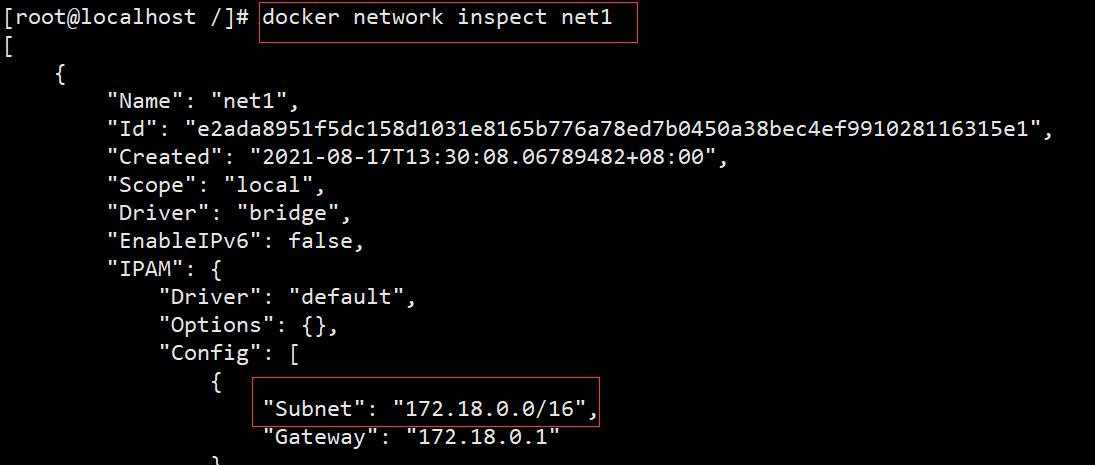 [root@localhost /]# docker network inspect net1
[
    {
        "Name": "net1",
        "Id": "e2ada8951f5dc158d1031e8165b776a78ed7b0450a38bec4ef991028116315e1",
        "Created": "2021-08-17T13:30:08.06789482+08:00",
        "Scope": "local",
        "Driver": "bridge",
        "EnableIPv6": false,
        "IPAM": {
            "Driver": "default",
            "Options": {},
            "Config": [
                {
                    "Subnet": "172.18.0.0/16",
                    "Gateway": "172.18.0.1"
                }